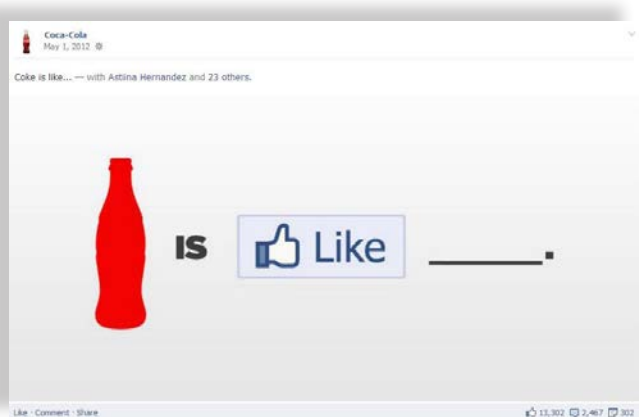 Coca-Cola
May 1, 2012
Coke is like... — with Astiina Hernandez and 23 others.
IS Like ______.
Like · Comment · Share 13,302 2,467 302